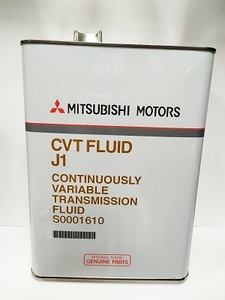 MITSUBISHI MOTORS
CVT FLUID
J1
CONTINUOUSLY
VARIABLE
TRANSMISSION
FLUID
S0001610
GENUINE PARTS